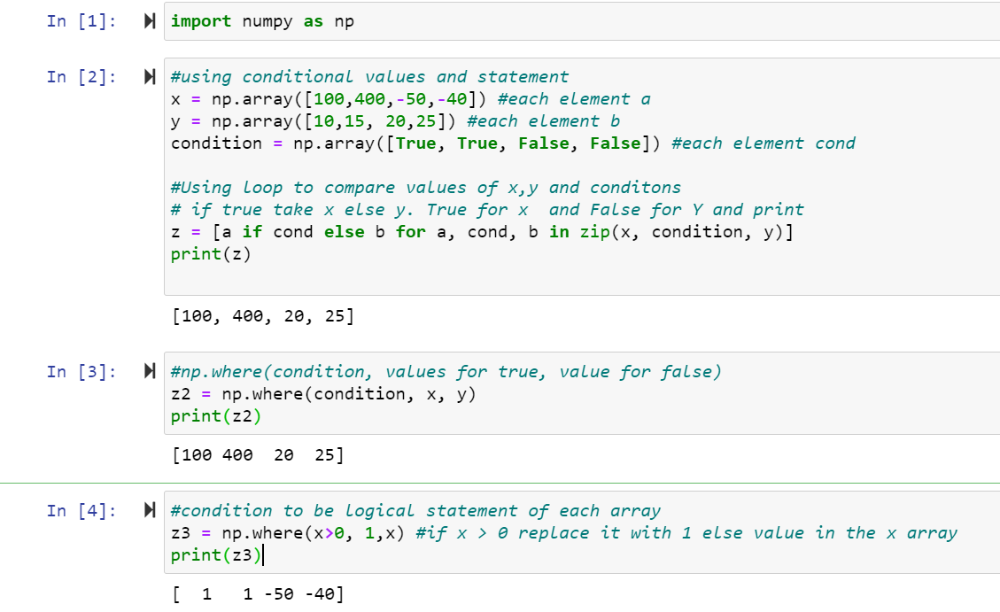 In [1]: import numpy as np
In [2]: #using conditional values and statement
x = np.array([100,400,-50,-40]) #each element a
y = np.array([10,15, 20,25]) #each element b
condition = np.array([True, True, False, False]) #each element cond
#Using loop to compare values of x,y and conditons
# if true take x else y. True for x  and False for Y and print
z = [a if cond else b for a, cond, b in zip(x, condition, y)]
print(z)
[100, 400, 20, 25]
In [3]: #np.where(condition, values for true, value for false)
z2 = np.where(condition, x, y)
print(z2)
[100 400  20  25]
In [4]: #condition to be logical statement of each array
z3 = np.where(x>0, 1,x) #if x > 0 replace it with 1 else value in the x array
print(z3)
[  1   1 -50 -40]